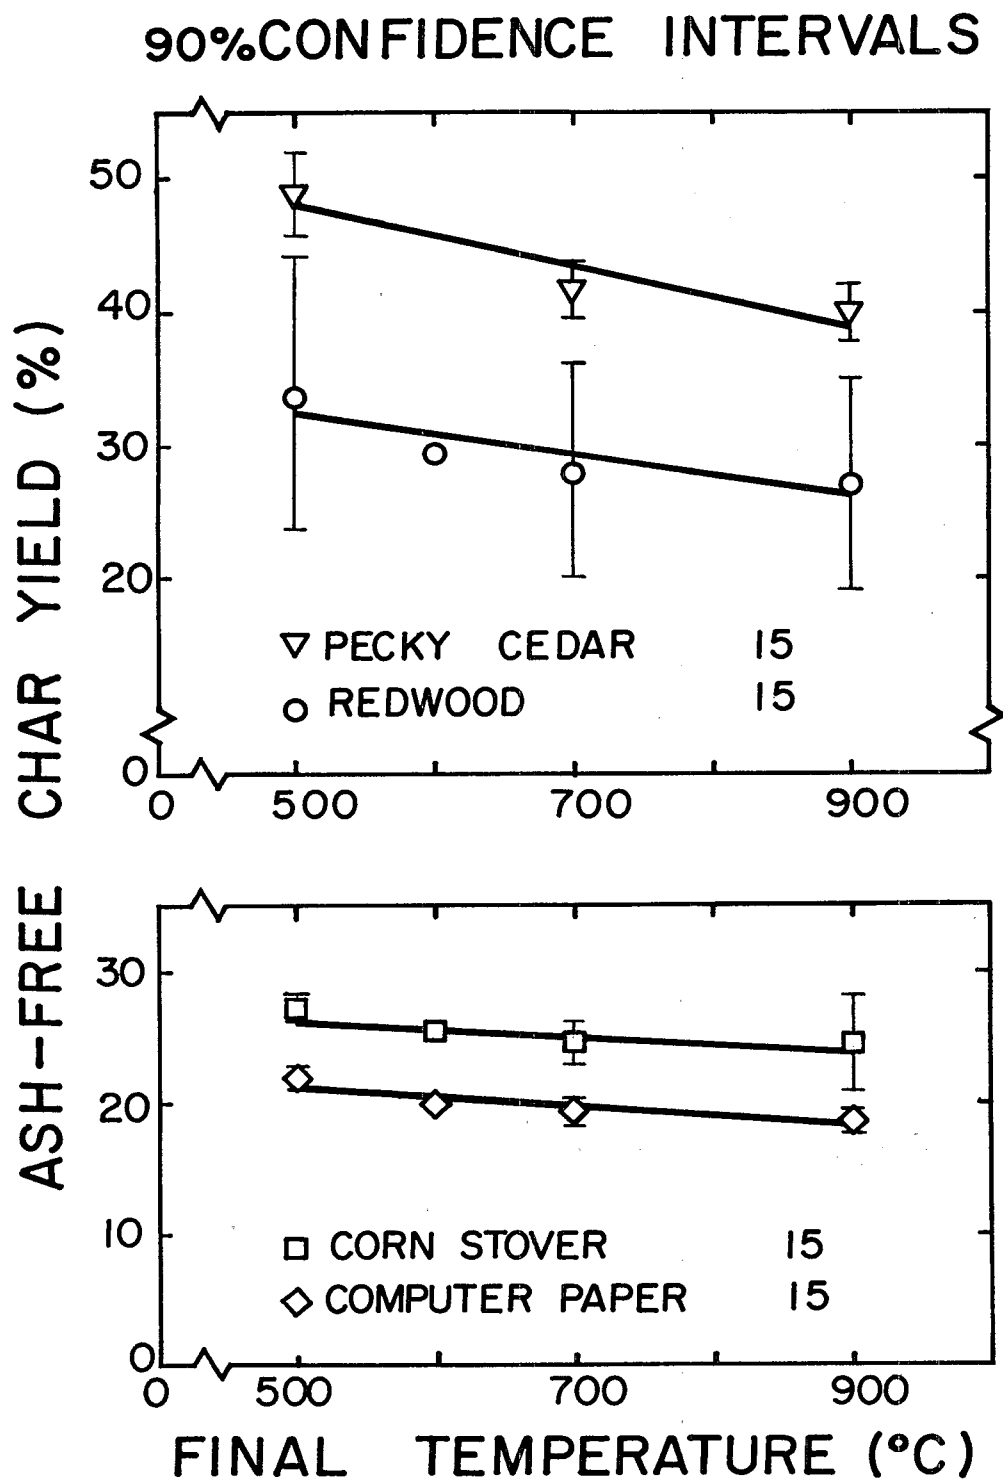 90% CONFIDENCE INTERVALS
ASH-FREE CHAR YIELD (%)
50
40
30
20
0
▽ PECKY CEDAR 15
○ REDWOOD 15
0 500 700 900
30
20
10
0
□ CORN STOVER 15
◇ COMPUTER PAPER 15
0 500 700 900
FINAL TEMPERATURE (°C)